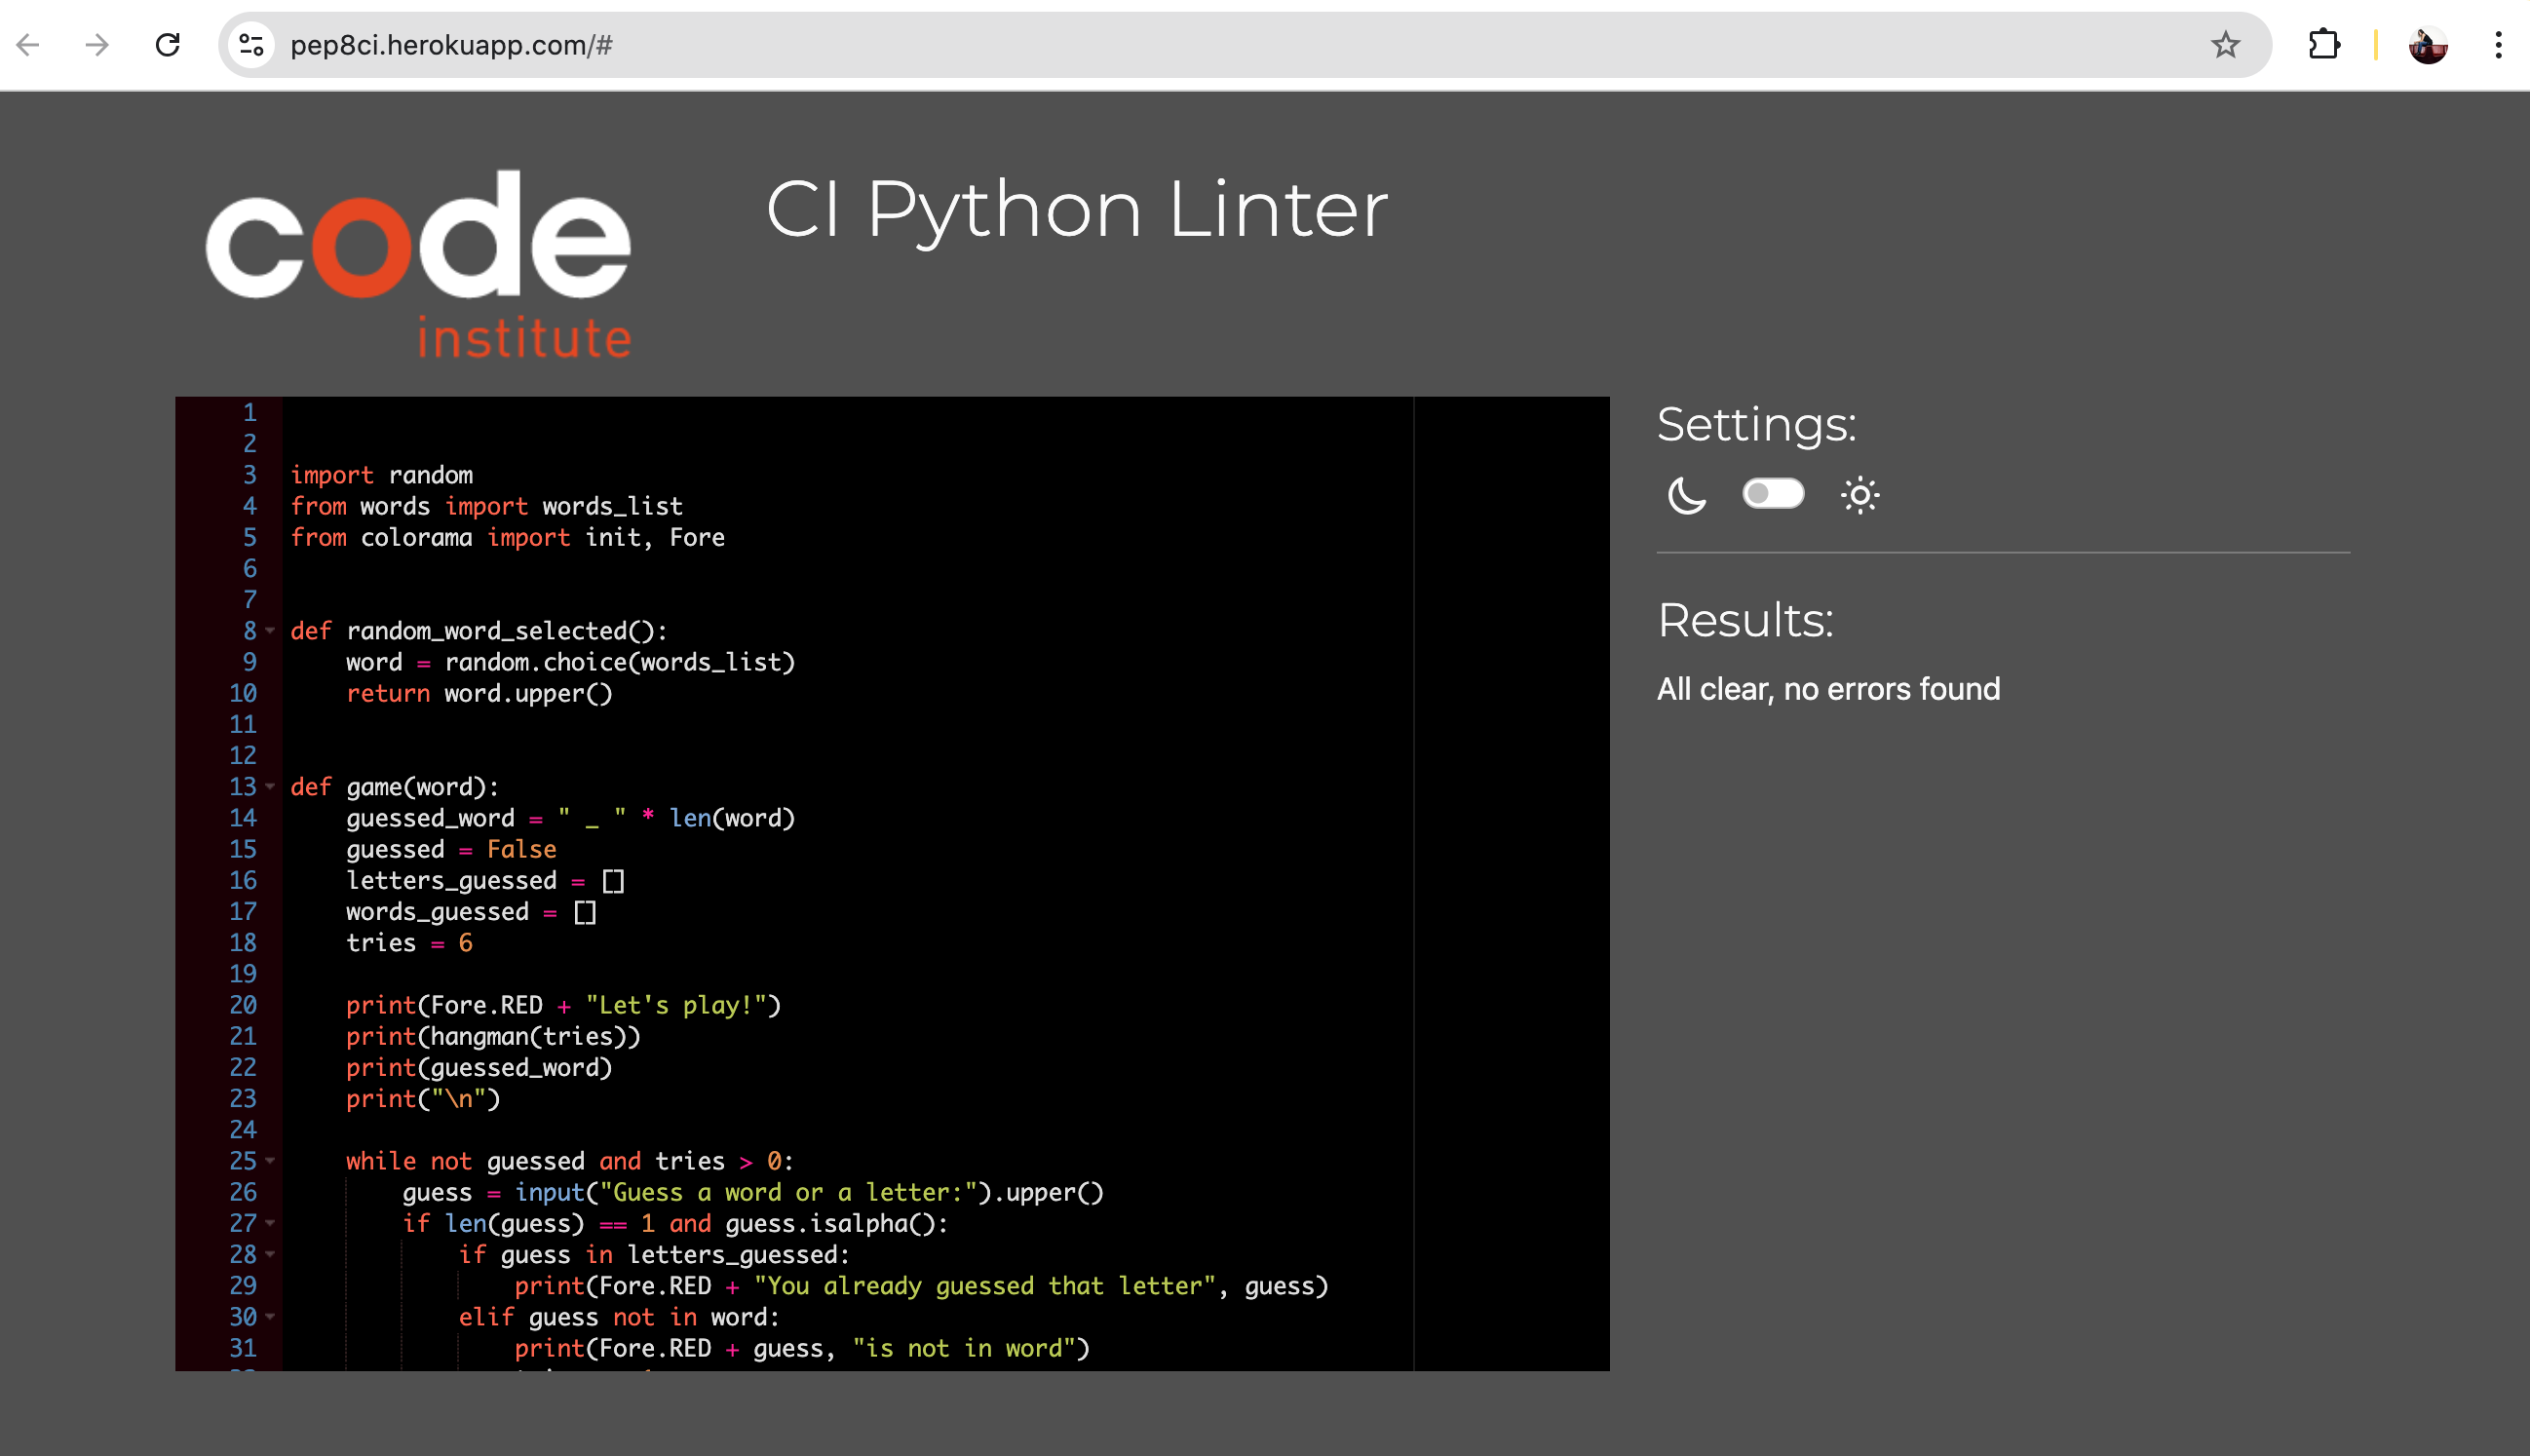 pep8ci.herokuapp.com/#
code
institute
CI Python Linter
1
2
3 import random
4 from words import words_list
5 from colorama import init, Fore
6
7
8 def random_word_selected():
9     word = random.choice(words_list)
10     return word.upper()
11
12
13 def game(word):
14     guessed_word = " _ " * len(word)
15     guessed = False
16     letters_guessed = []
17     words_guessed = []
18     tries = 6
19
20     print(Fore.RED + "Let's play!")
21     print(hangman(tries))
22     print(guessed_word)
23     print("\n")
24
25     while not guessed and tries > 0:
26         guess = input("Guess a word or a letter:").upper()
27         if len(guess) == 1 and guess.isalpha():
28             if guess in letters_guessed:
29                 print(Fore.RED + "You already guessed that letter", guess)
30             elif guess not in word:
31                 print(Fore.RED + guess, "is not in word")
Settings:
Results:
All clear, no errors found